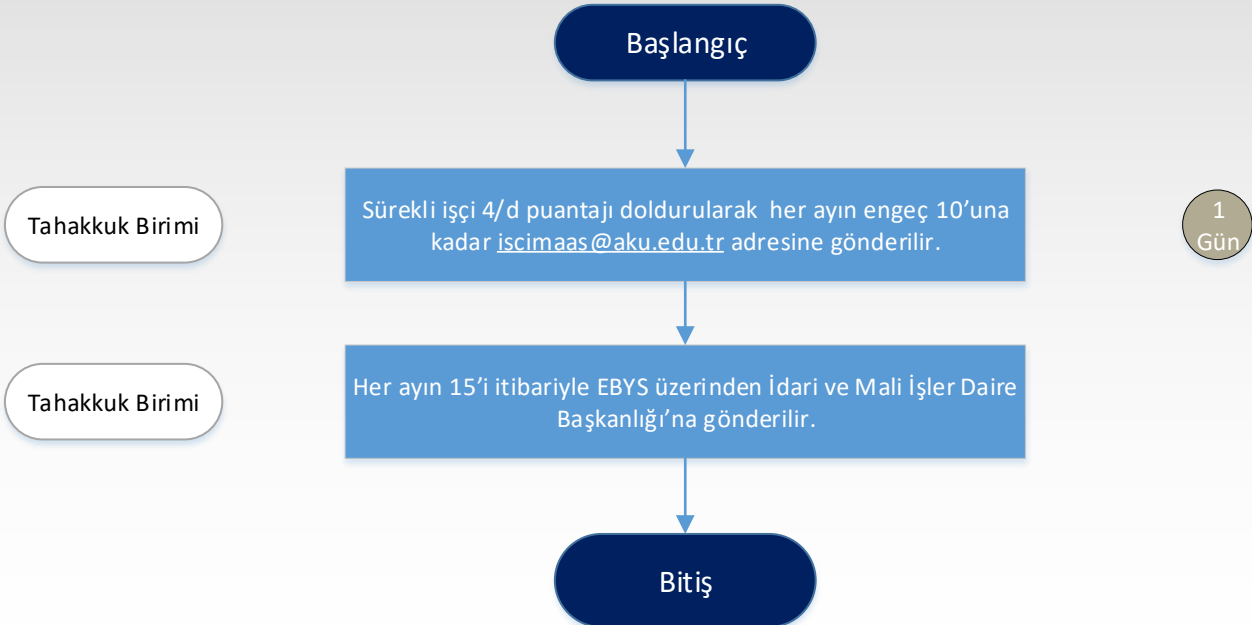 Başlangıç
Tahakkuk Birimi
Sürekli işçi 4/d puantajı doldurularak her ayın engeç 10’una
kadar iscimaas@aku.edu.tr adresine gönderilir.
1
Gün
Tahakkuk Birimi
Her ayın 15’i itibariyle EBYS üzerinden İdari ve Mali İşler Daire
Başkanlığı’na gönderilir.
Bitiş